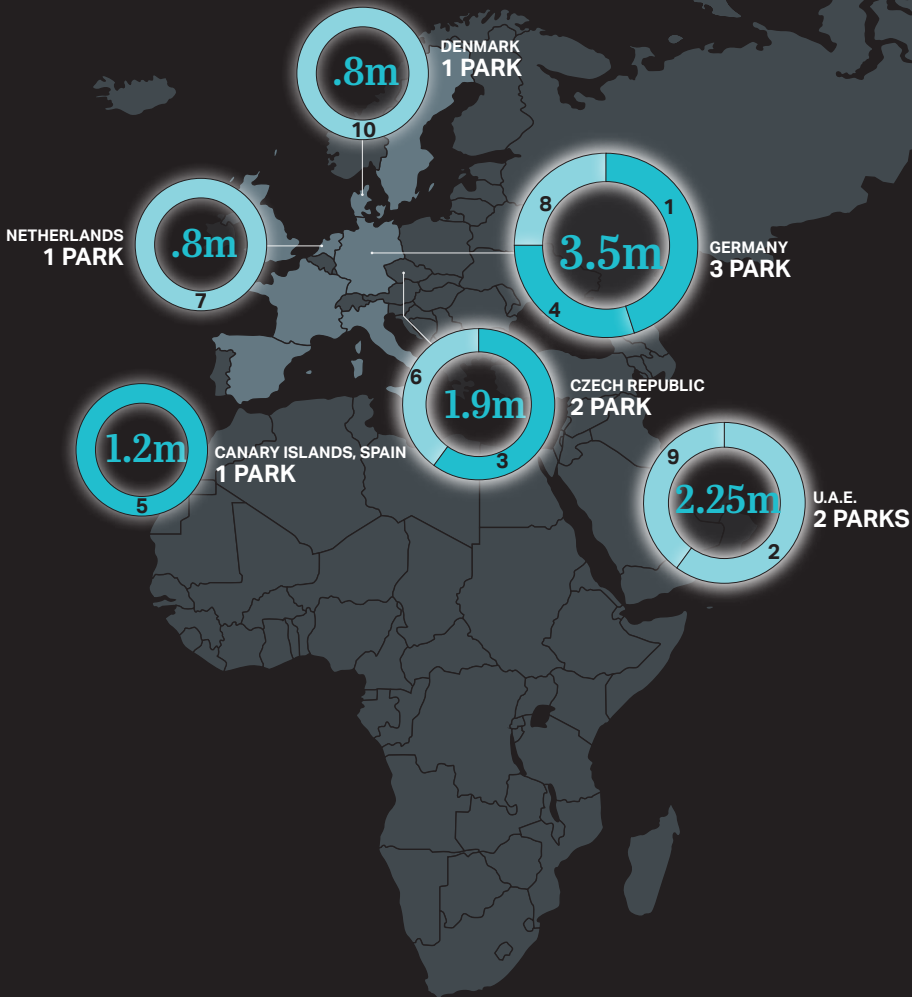 DENMARK
1 PARK
.8m
10
NETHERLANDS
1 PARK
.8m
7
8
1
3.5m
4
GERMANY
3 PARK
6
1.9m
3
CZECH REPUBLIC
2 PARK
1.2m
5
CANARY ISLANDS, SPAIN
1 PARK
9
2.25m
2
U.A.E.
2 PARKS